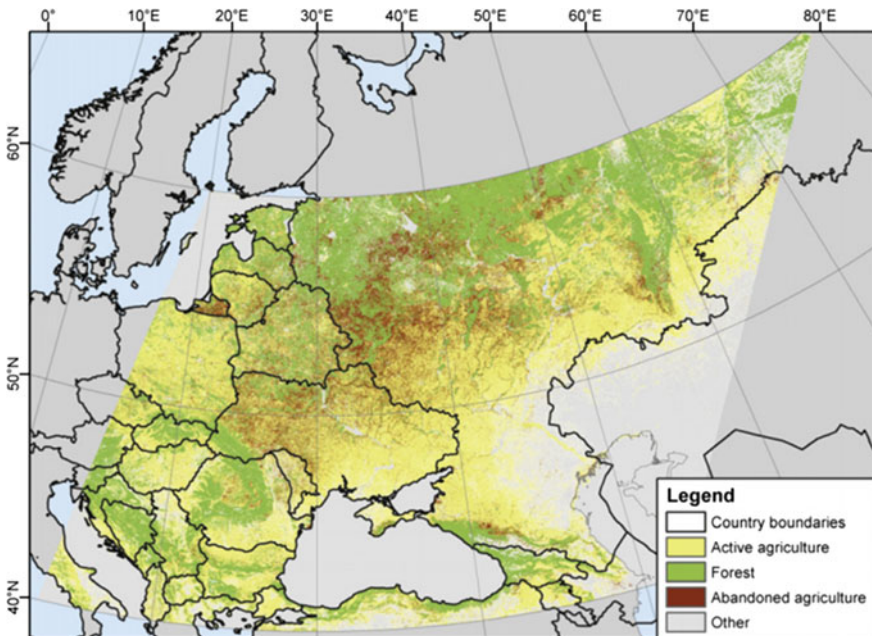 0° 10°E 20°E 30°E 40°E 50°E 60°E 70°E 80°E
60°N
50°N
40°N
Legend
Country boundaries
Active agriculture
Forest
Abandoned agriculture
Other